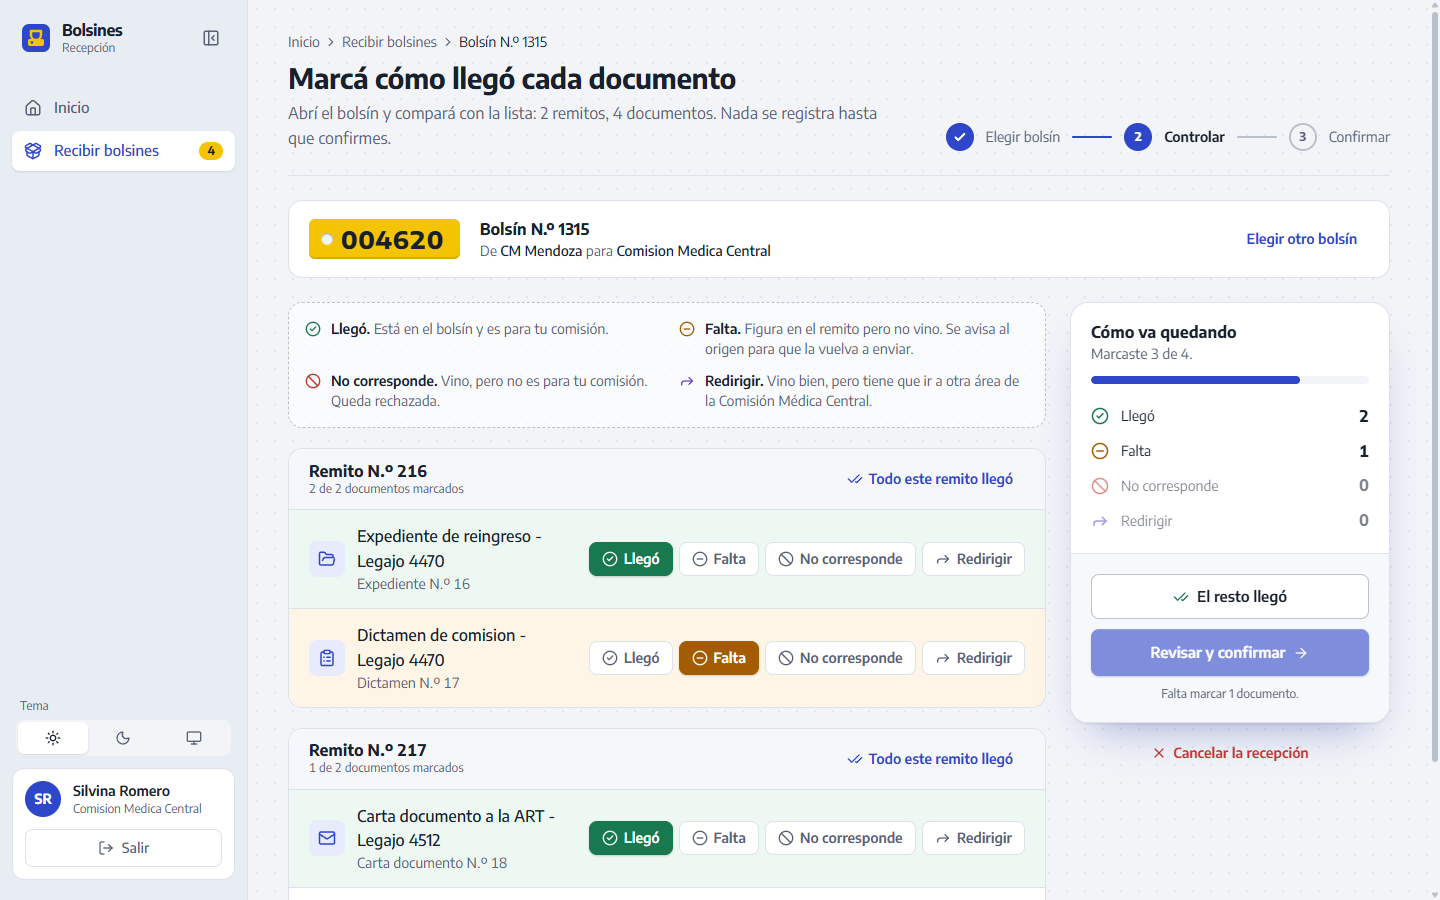 Bolsines
Recepción
Inicio
Recibir bolsines 4
Tema
SR
Silvina Romero
Comision Medica Central
Salir
Inicio > Recibir bolsines > Bolsín N.º 1315
Marcá cómo llegó cada documento
Abrí el bolsín y compará con la lista: 2 remitos, 4 documentos. Nada se registra hasta
que confirmes.
Elegir bolsín 2 Controlar 3 Confirmar
004620
Bolsín N.º 1315
De CM Mendoza para Comision Medica Central
Elegir otro bolsín
Llegó. Está en el bolsín y es para tu comisión.
Falta. Figura en el remito pero no vino. Se avisa al
origen para que la vuelva a enviar.
No corresponde. Vino, pero no es para tu comisión.
Queda rechazada.
Redirigir. Vino bien, pero tiene que ir a otra área de
la Comisión Médica Central.
Remito N.º 216
2 de 2 documentos marcados
Todo este remito llegó
Expediente de reingreso -
Legajo 4470
Expediente N.º 16
Llegó Falta No corresponde Redirigir
Dictamen de comision -
Legajo 4470
Dictamen N.º 17
Llegó Falta No corresponde Redirigir
Remito N.º 217
1 de 2 documentos marcados
Todo este remito llegó
Carta documento a la ART -
Legajo 4512
Carta documento N.º 18
Llegó Falta No corresponde Redirigir
Cómo va quedando
Marcaste 3 de 4.
Llegó 2
Falta 1
No corresponde 0
Redirigir 0
El resto llegó
Revisar y confirmar
Falta marcar 1 documento.
Cancelar la recepción